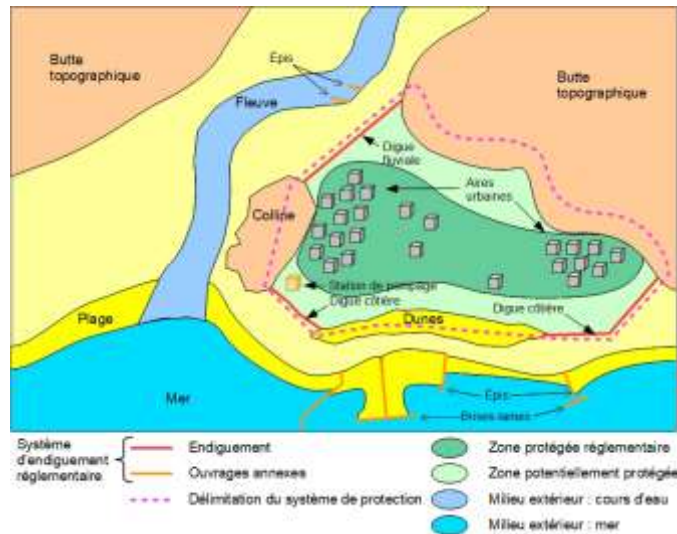 Butte
topographique
Epis
Fleuve
Butte
topographique
Digue
fluviale
Aires
urbaines
Colline
Station de pompage
Digue côtière
Plage
Dunes
Digue côtière
Mer
Epis
Brises lames
Système
d'endiguement
réglementaire
Endiguement
Ouvrages annexes
Délimitation du système de protection
Zone protégée réglementaire
Zone potentiellement protégée
Milieu extérieur : cours d'eau
Milieu extérieur : mer